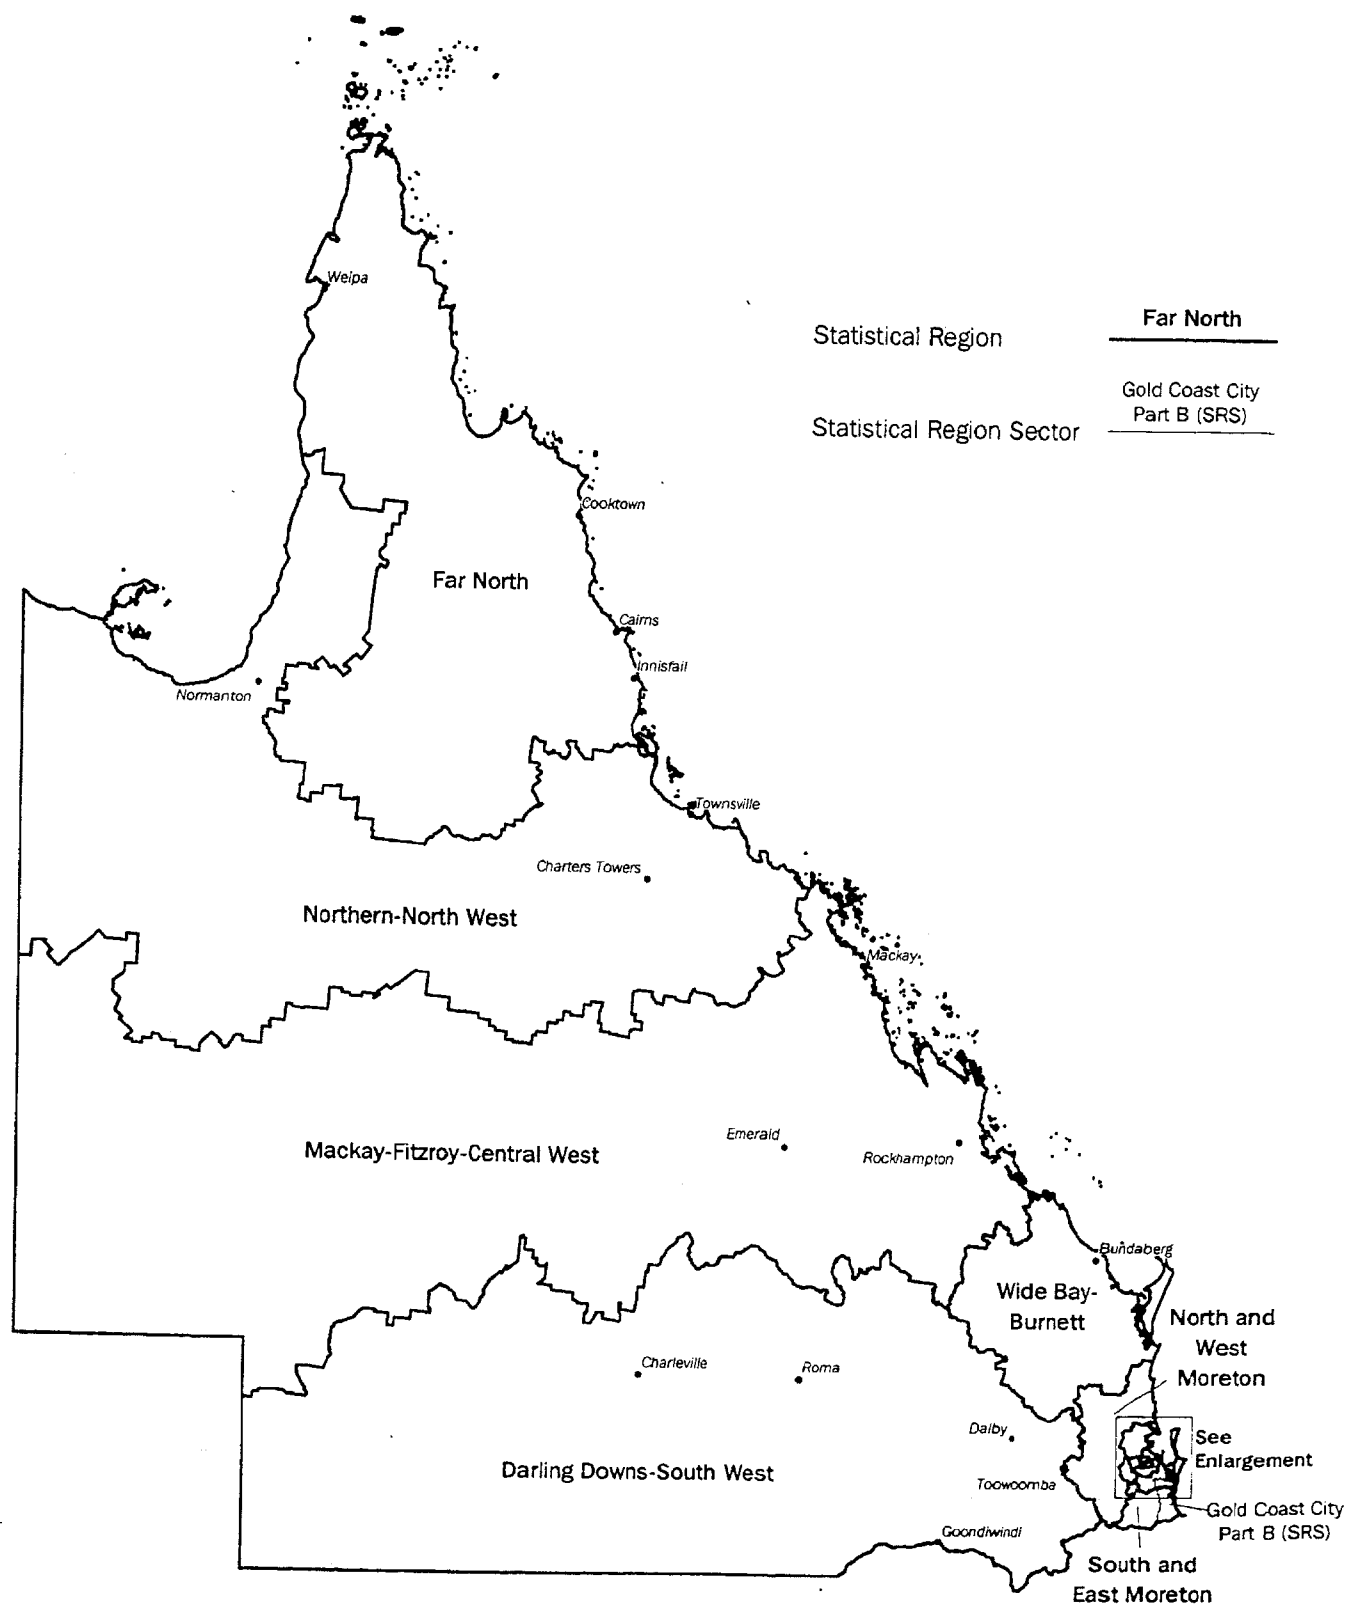 Weipa
Far North
Statistical Region
Gold Coast City
Part B (SRS)
Statistical Region Sector
Cooktown
Far North
Cairns
Innisfail
Normanton
Townsville
Charters Towers
Northern-North West
Mackay
Emerald
Mackay-Fitzroy-Central West
Rockhampton
Bundaberg
Wide Bay-
Burnett
North and
West
Moreton
Charleville
Roma
Dalby
See
Enlargement
Darling Downs-South West
Toowoomba
Gold Coast City
Part B (SRS)
Goondiwindi
South and
East Moreton